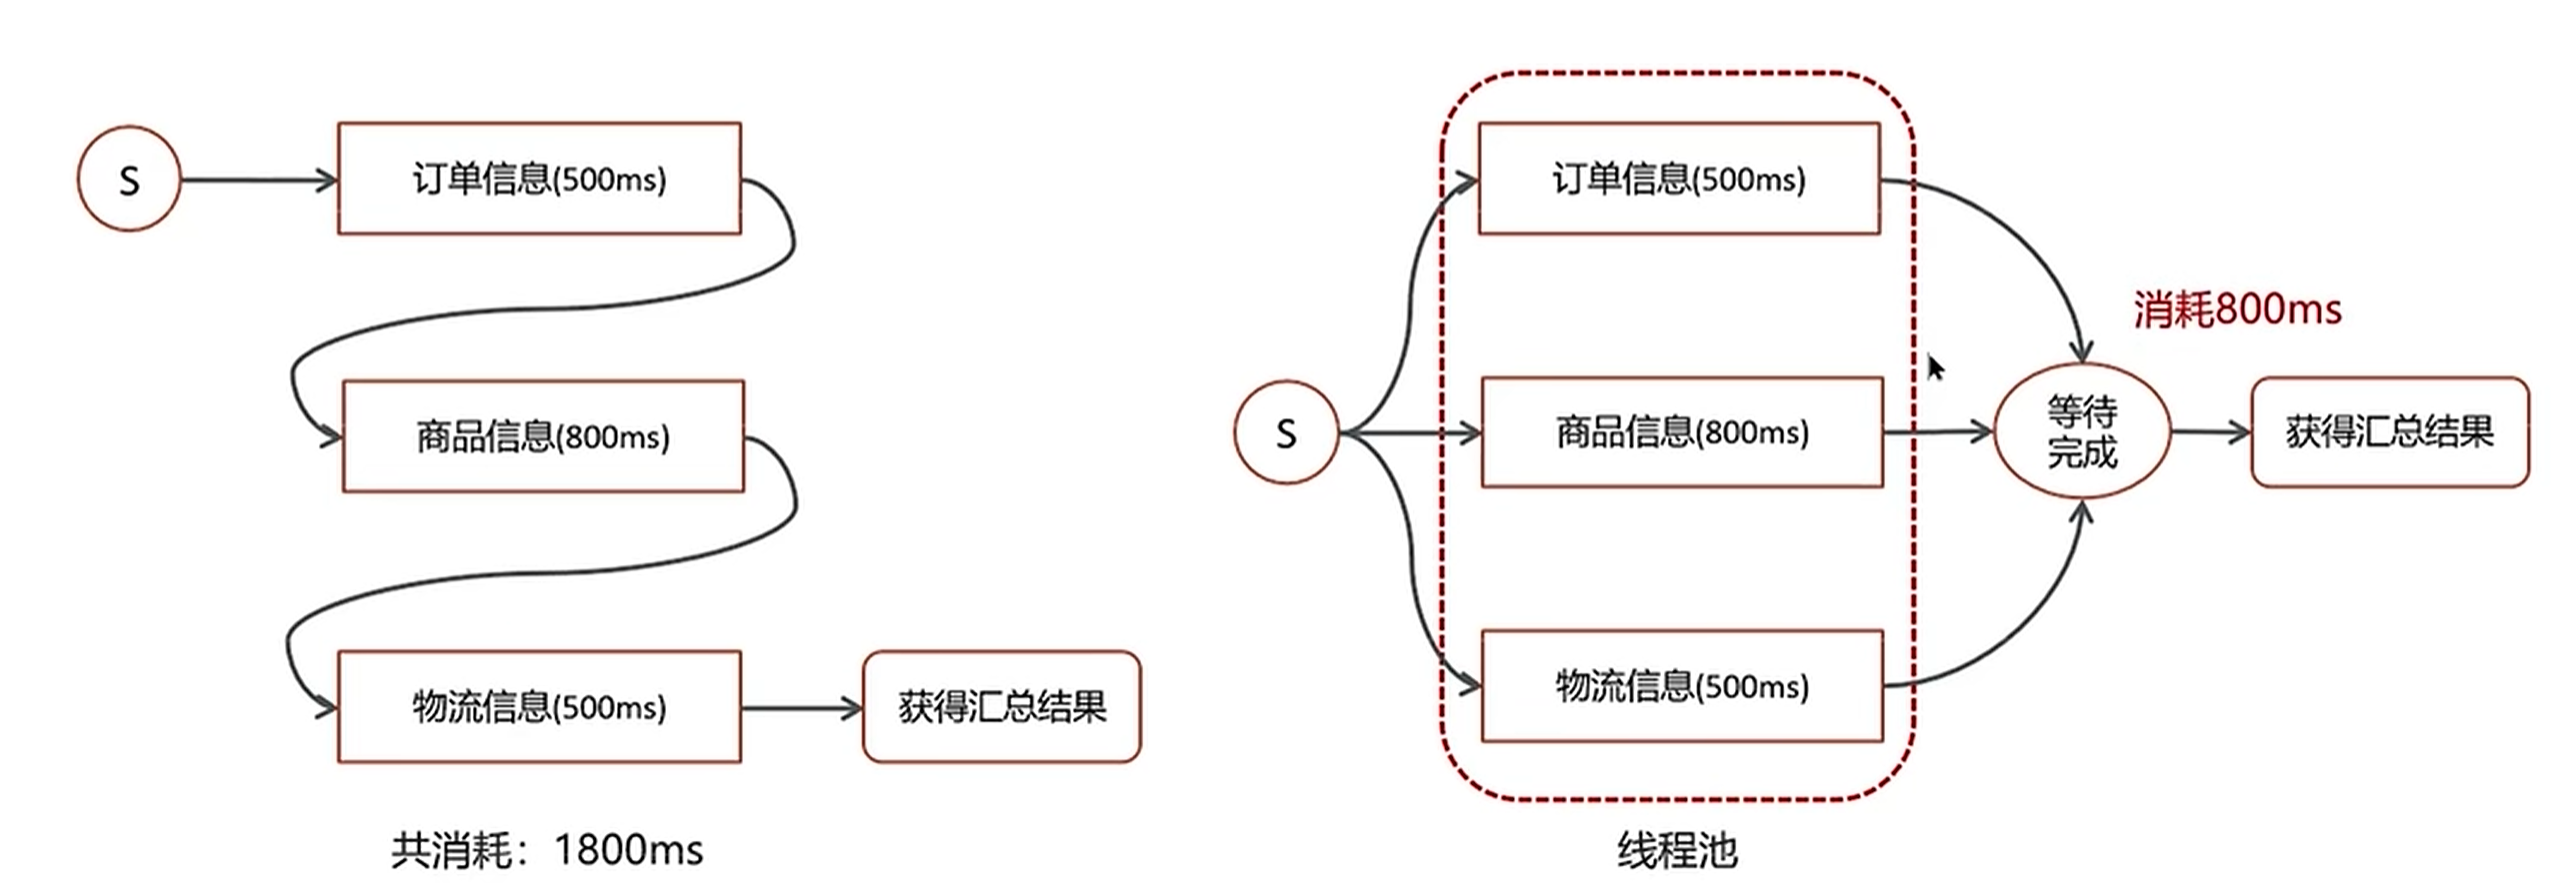 S
订单信息(500ms)
商品信息(800ms)
物流信息(500ms)
获得汇总结果
共消耗：1800ms
S
订单信息(500ms)
商品信息(800ms)
物流信息(500ms)
消耗800ms
等待
完成
获得汇总结果
线程池